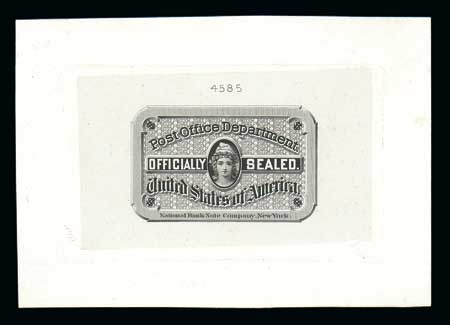 4585
Post Office Department
OFFICIALLY SEALED.
United States of America
National Bank Note Company, New York.